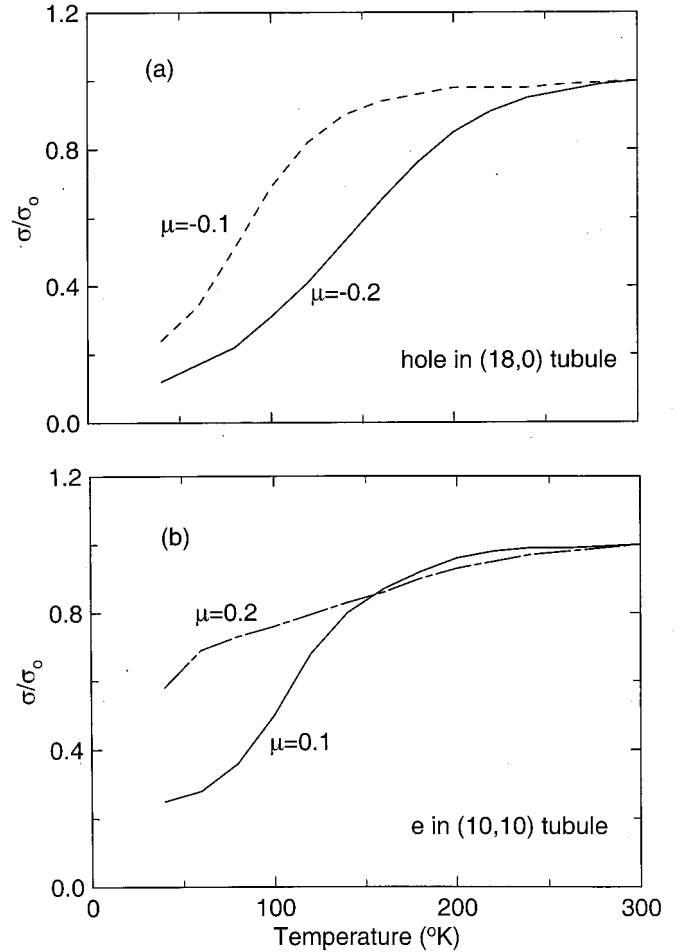 1.2
(a)
0.8
σ/σ₀
μ=-0.1
0.4
μ=-0.2
hole in (18,0) tubule
0.0
1.2
(b)
0.8
μ=0.2
σ/σ₀
0.4
μ=0.1
e in (10,10) tubule
0.0
0 100 200 300
Temperature (°K)